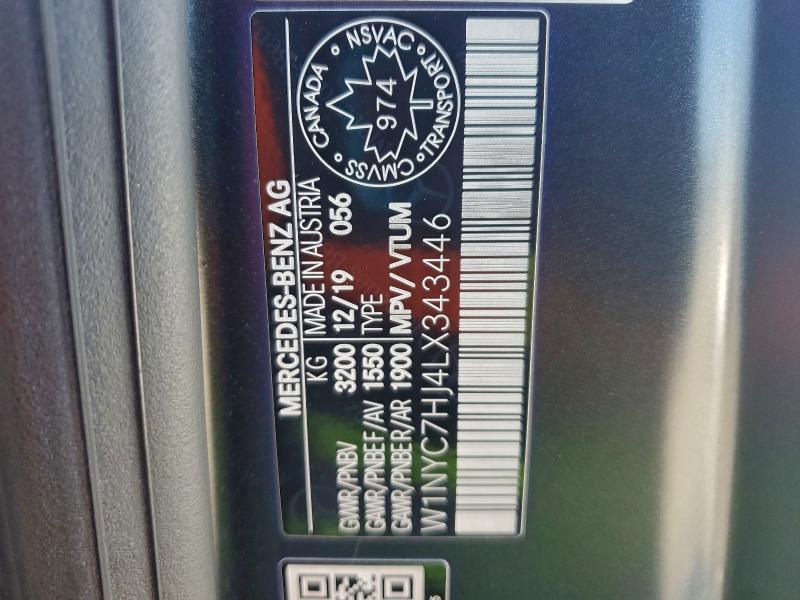 MERCEDES-BENZ AG
KG MADE IN AUSTRIA
GWR/PNBV 3200 12/19 056
GAWR/PNBE F/AV 1550 TYPE
GAWR/PNBE R/AR 1900 MPV/VTUM
W1NYC7HJ4LX343446
CANADA • NSVAC • TRANSPORT • CMVSS •
974